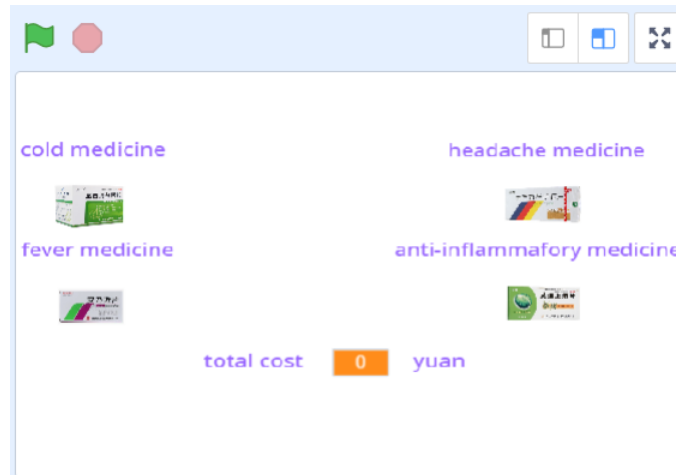 cold medicine
headache medicine
fever medicine
anti-inflammafory medicine
total cost 0 yuan